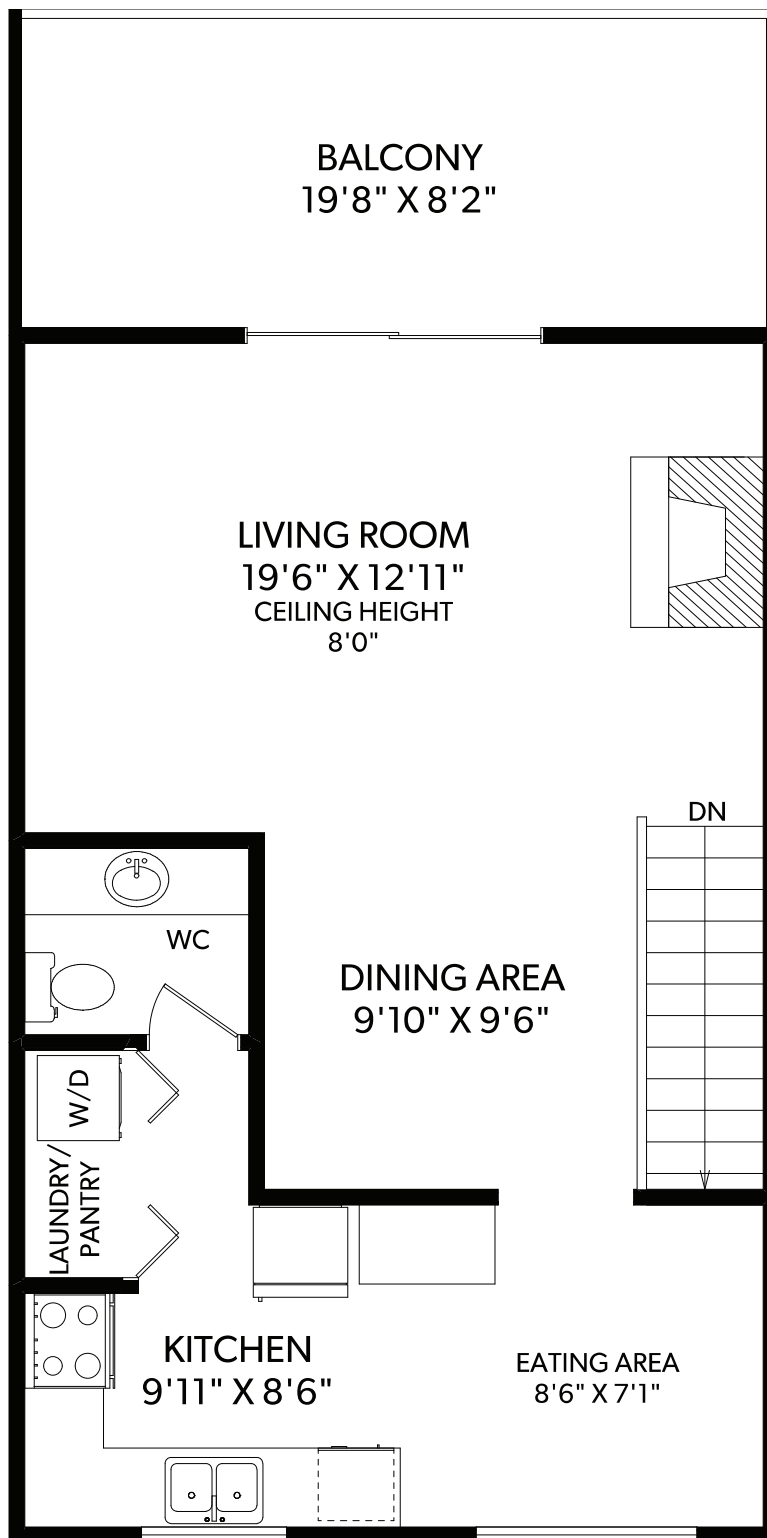 BALCONY
19'8" X 8'2"
LIVING ROOM
19'6" X 12'11"
CEILING HEIGHT
8'0"
DN
WC
DINING AREA
9'10" X 9'6"
W/D
LAUNDRY/
PANTRY
KITCHEN
9'11" X 8'6"
EATING AREA
8'6" X 7'1"